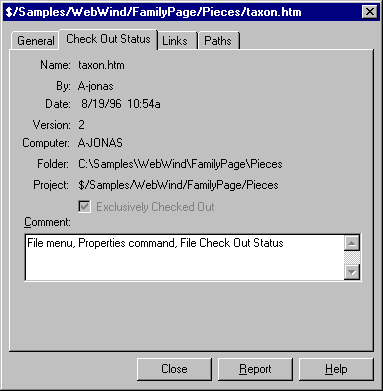 $/Samples/WebWind/FamilyPage/Pieces/taxon.htm
General Check Out Status Links Paths
Name: taxon.htm
By: A-jonas
Date: 8/19/96 10:54a
Version: 2
Computer: A-JONAS
Folder: C:\Samples\WebWind\FamilyPage\Pieces
Project: $/Samples/WebWind/FamilyPage/Pieces
Exclusively Checked Out
Comment:
File menu, Properties command, File Check Out Status
Close Report Help